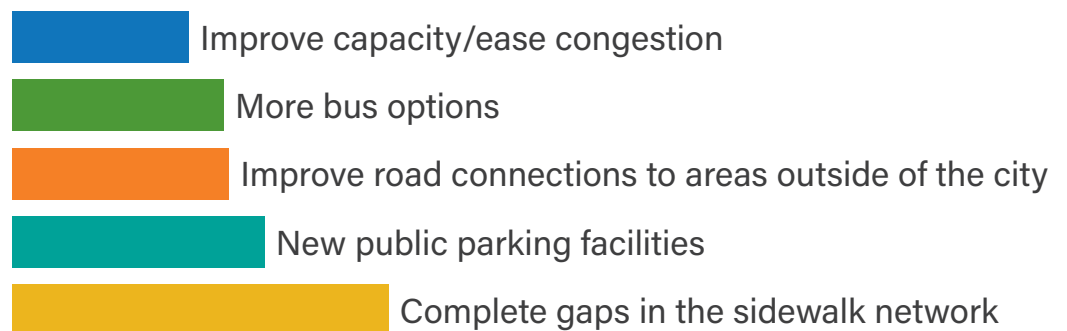 Improve capacity/ease congestion
More bus options
Improve road connections to areas outside of the city
New public parking facilities
Complete gaps in the sidewalk network